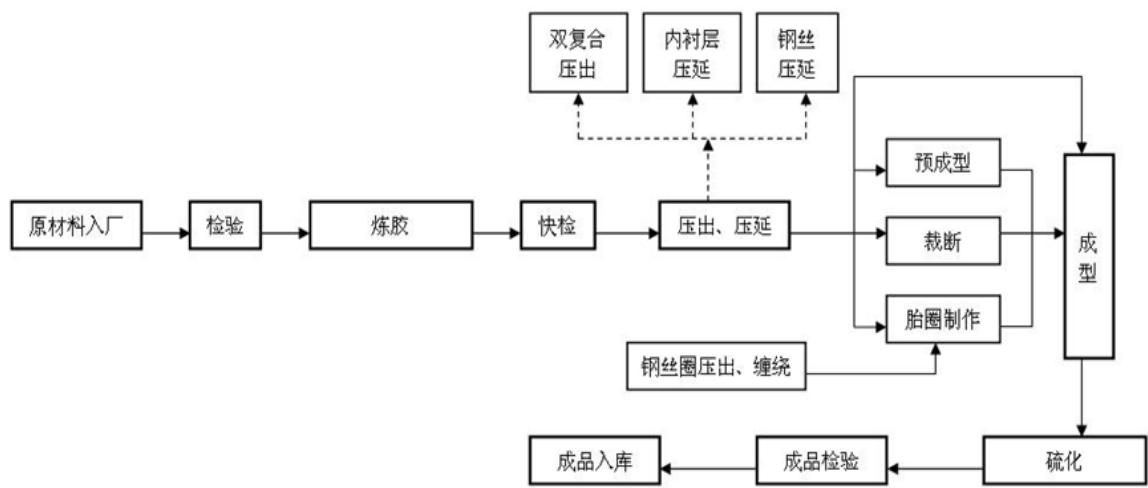 双复合
压出
内衬层
压延
钢丝
压延
预成型
原材料入厂
检验
炼胶
快检
压出、压延
裁断
成
型
胎圈制作
钢丝圈压出、缠绕
成品入库
成品检验
硫化